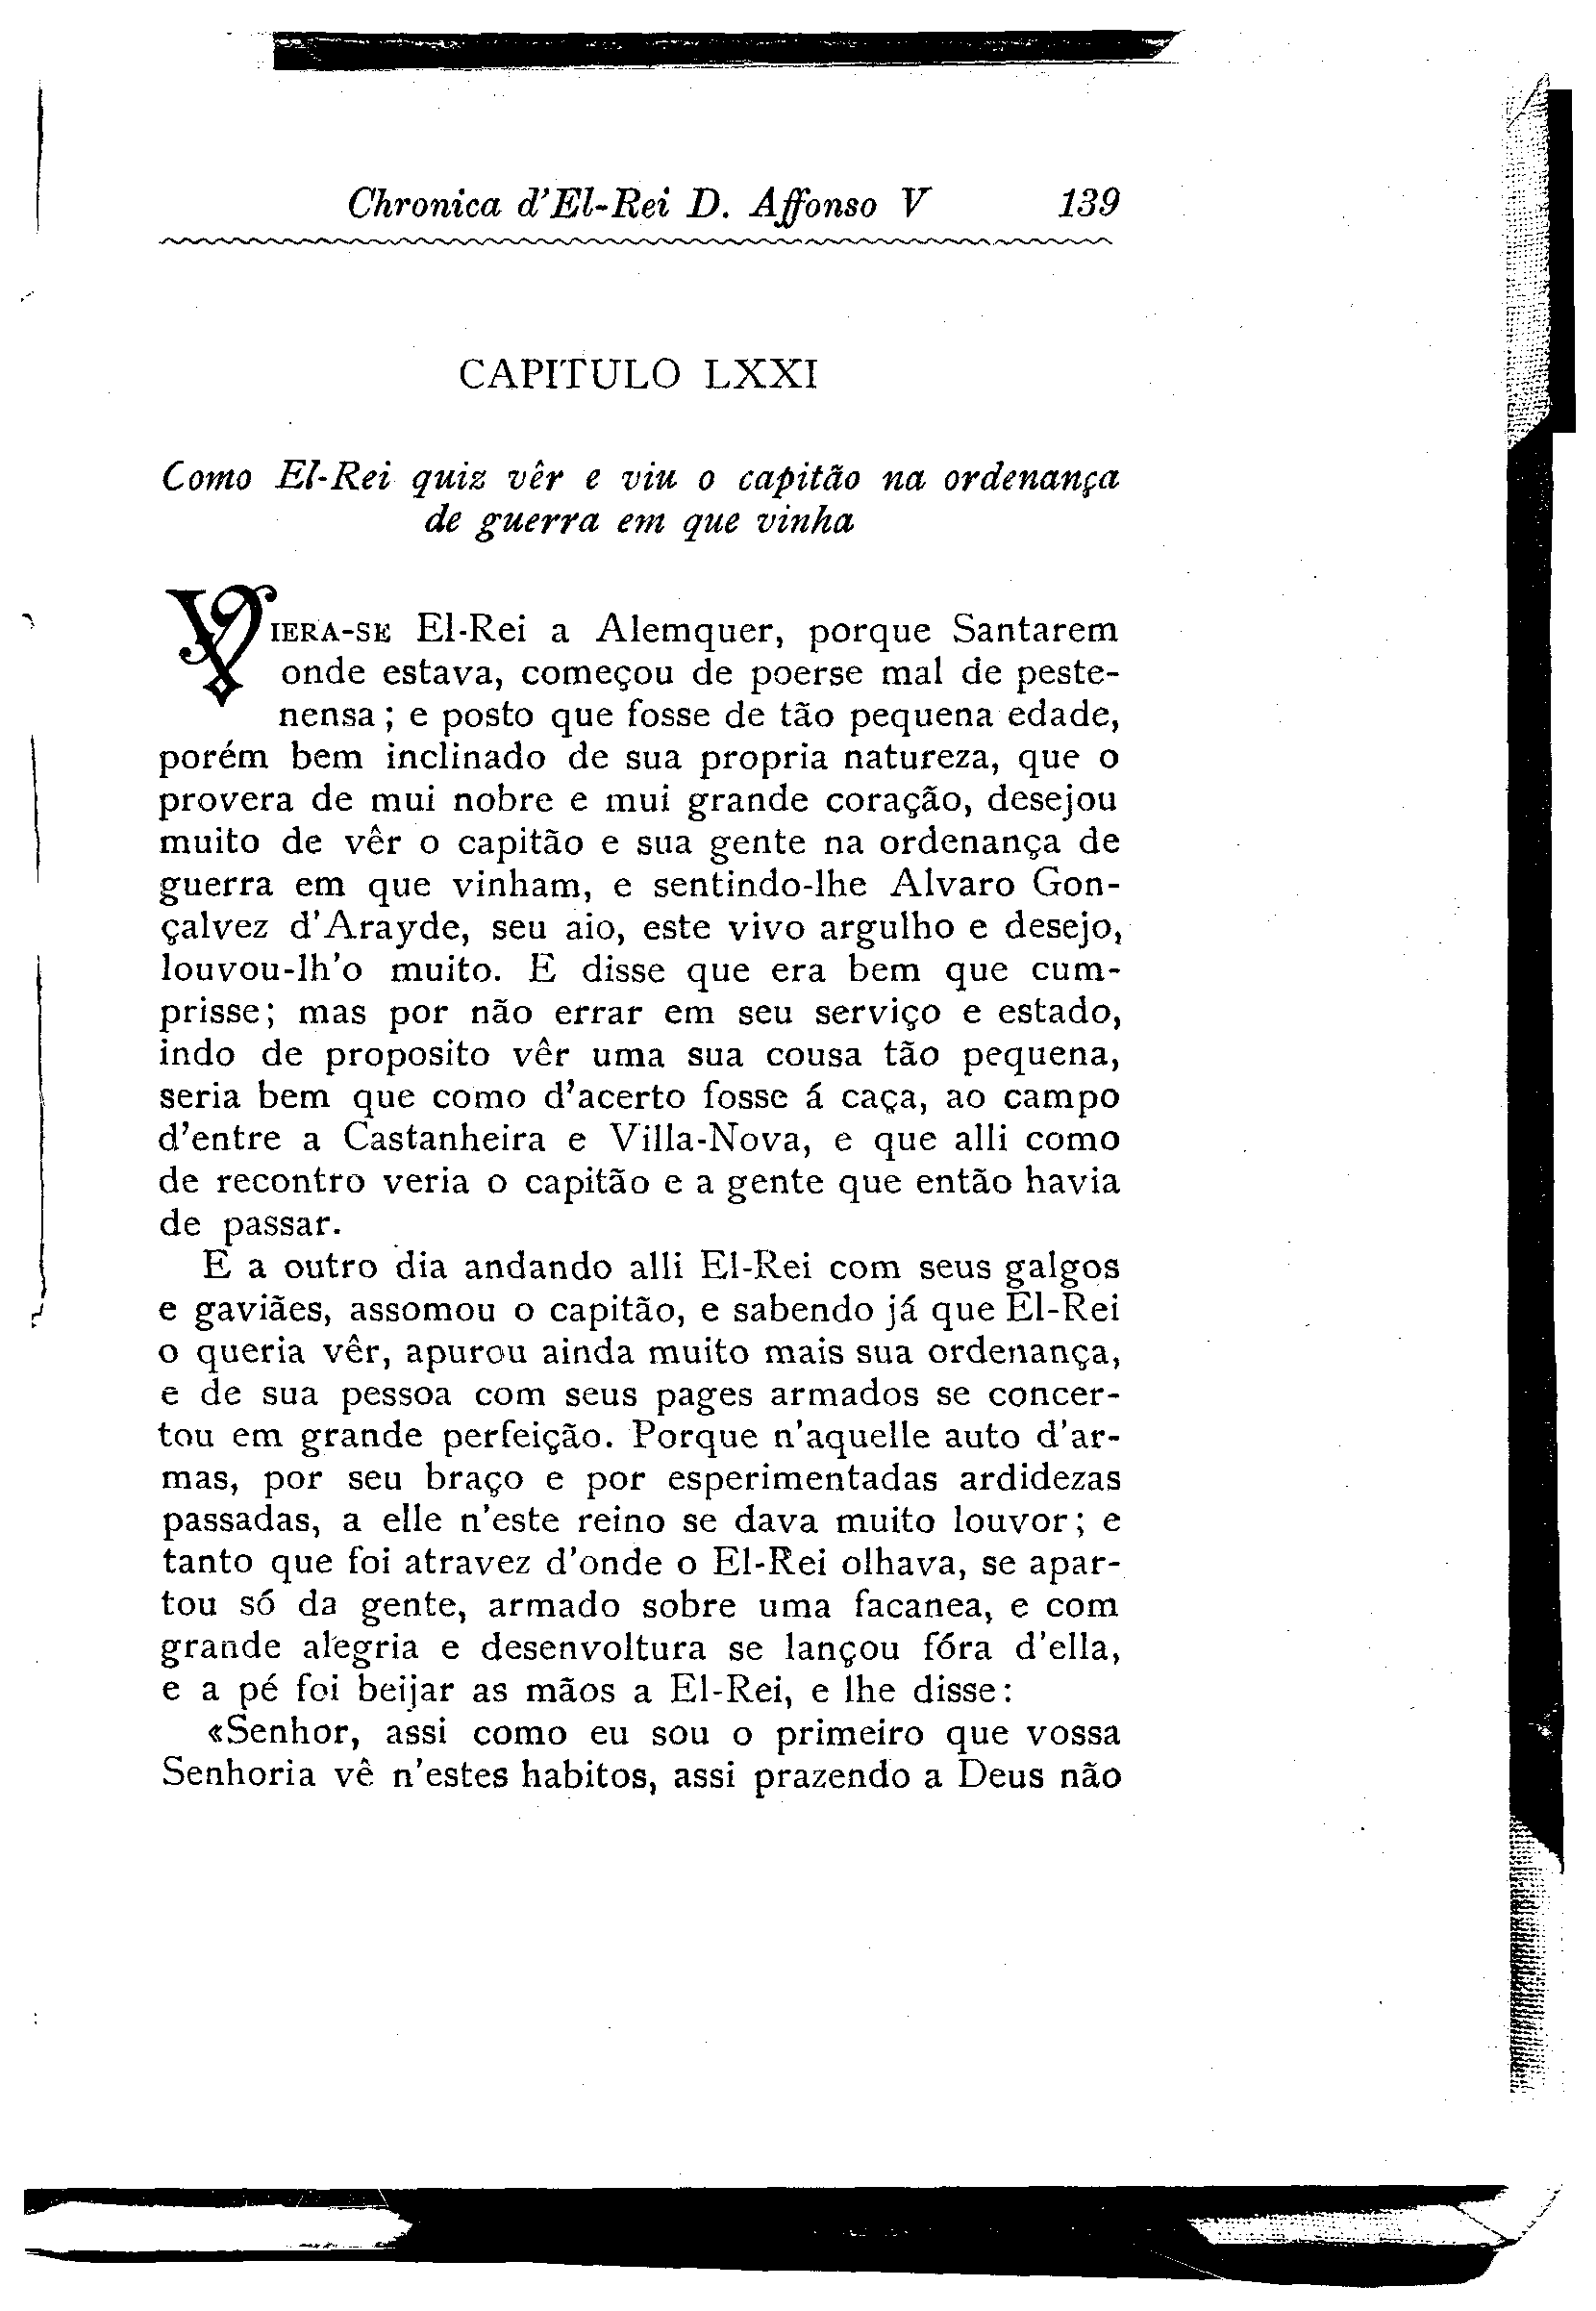 Chronica d'El-Rei D. Affonso V 139
CAPITULO LXXI
Como El-Rei quiz vêr e viu o capitão na ordenança
de guerra em que vinha
VIERA-SE El-Rei a Alemquer, porque Santarem
onde estava, começou de poerse mal de peste-
nensa; e posto que fosse de tão pequena edade,
porém bem inclinado de sua propria natureza, que o
provera de mui nobre e mui grande coração, desejou
muito de vêr o capitão e sua gente na ordenança de
guerra em que vinham, e sentindo-lhe Alvaro Gon-
çalvez d'Arayde, seu aio, este vivo argulho e desejo,
louvou-lh'o muito. E disse que era bem que cum-
prisse; mas por não errar em seu serviço e estado,
indo de proposito vêr uma sua cousa tão pequena,
seria bem que como d'acerto fosse á caça, ao campo
d'entre a Castanheira e Villa-Nova, e que alli como
de recontro veria o capitão e a gente que então havia
de passar.
E a outro dia andando alli El-Rei com seus galgos
e gaviães, assomou o capitão, e sabendo já que El-Rei
o queria vêr, apurou ainda muito mais sua ordenança,
e de sua pessoa com seus pages armados se concer-
tou em grande perfeição. Porque n'aquelle auto d'ar-
mas, por seu braço e por esperimentadas ardidezas
passadas, a elle n'este reino se dava muito louvor; e
tanto que foi atravez d'onde o El-Rei olhava, se apar-
tou só da gente, armado sobre uma facanea, e com
grande alegria e desenvoltura se lançou fóra d'ella,
e a pé foi beijar as mãos a El-Rei, e lhe disse:
«Senhor, assi como eu sou o primeiro que vossa
Senhoria vê n'estes habitos, assi prazendo a Deus não